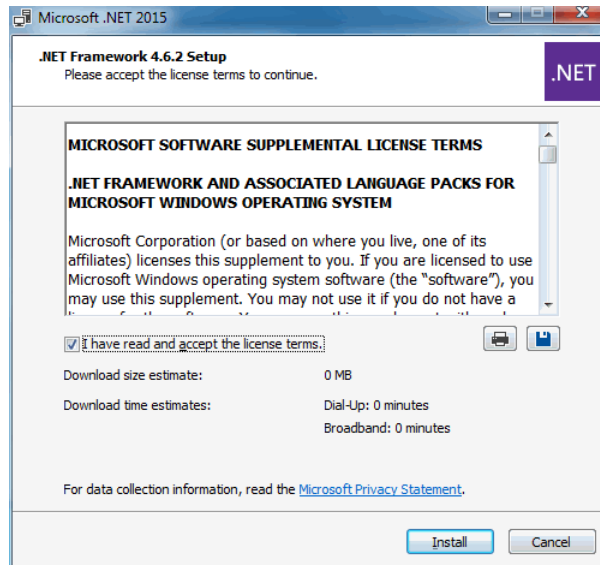 Microsoft .NET 2015
.NET Framework 4.6.2 Setup
Please accept the license terms to continue.
.NET
MICROSOFT SOFTWARE SUPPLEMENTAL LICENSE TERMS
.NET FRAMEWORK AND ASSOCIATED LANGUAGE PACKS FOR
MICROSOFT WINDOWS OPERATING SYSTEM
Microsoft Corporation (or based on where you live, one of its
affiliates) licenses this supplement to you. If you are licensed to use
Microsoft Windows operating system software (the “software”), you
may use this supplement. You may not use it if you do not have a
I have read and accept the license terms.
Download size estimate: 0 MB
Download time estimates: Dial-Up: 0 minutes
Broadband: 0 minutes
For data collection information, read the Microsoft Privacy Statement.
Install Cancel